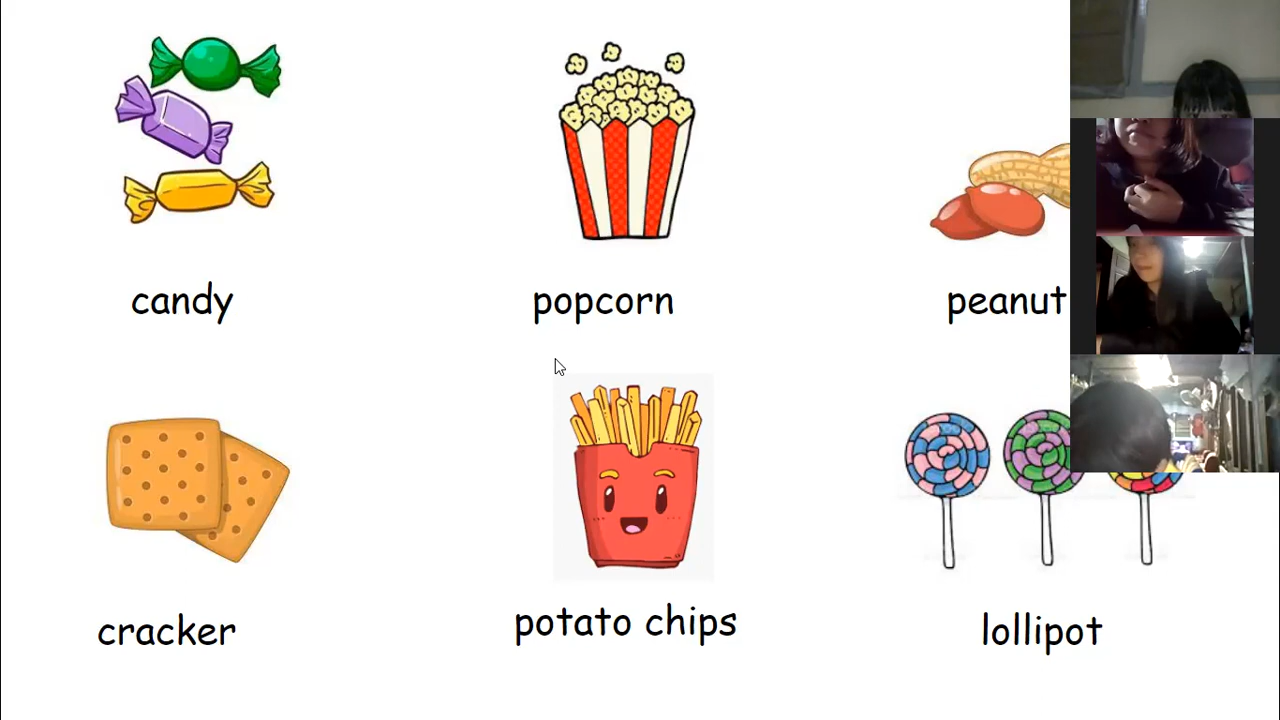 candy
popcorn
peanut
cracker
potato chips
lollipot